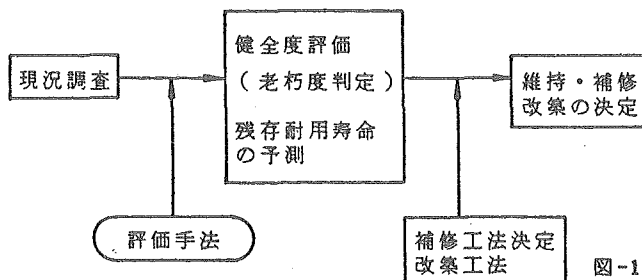 現況調査
健全度評価
(老朽度判定)
残存耐用寿命
の予測
維持・補修
改築の決定
評価手法
補修工法決定
改築工法
図-1